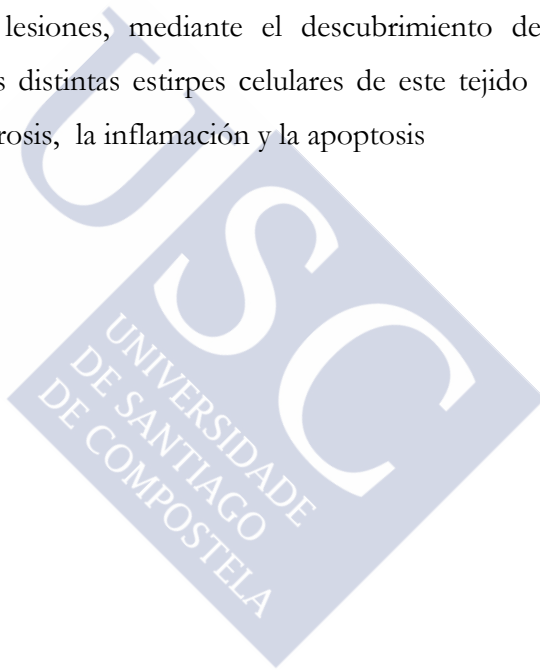 lesiones, mediante el descubrimiento de
s distintas estirpes celulares de este tejido
rosis, la inflamación y la apoptosis
USC
UNIVERSIDADE
DE SANTIAGO
DE COMPOSTELA